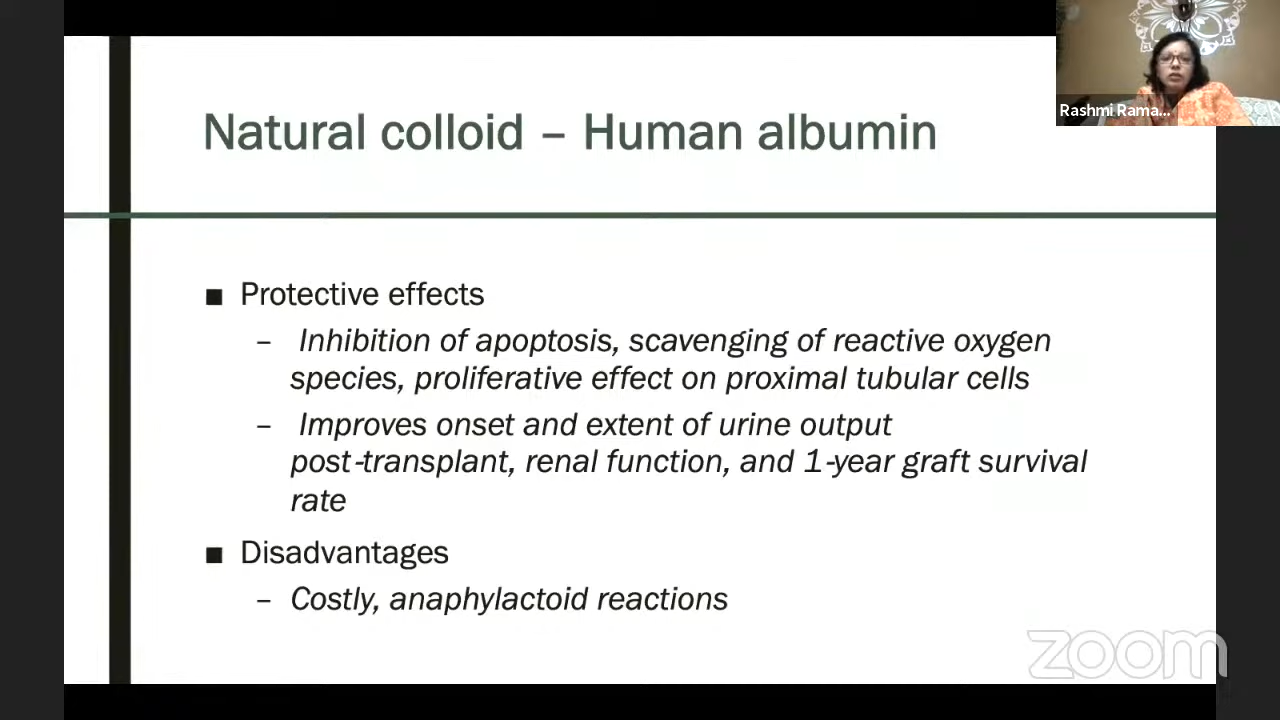 Natural colloid – Human albumin
Rashmi Rama...
■ Protective effects
– Inhibition of apoptosis, scavenging of reactive oxygen
species, proliferative effect on proximal tubular cells
– Improves onset and extent of urine output
post-transplant, renal function, and 1-year graft survival
rate
■ Disadvantages
– Costly, anaphylactoid reactions
zoom